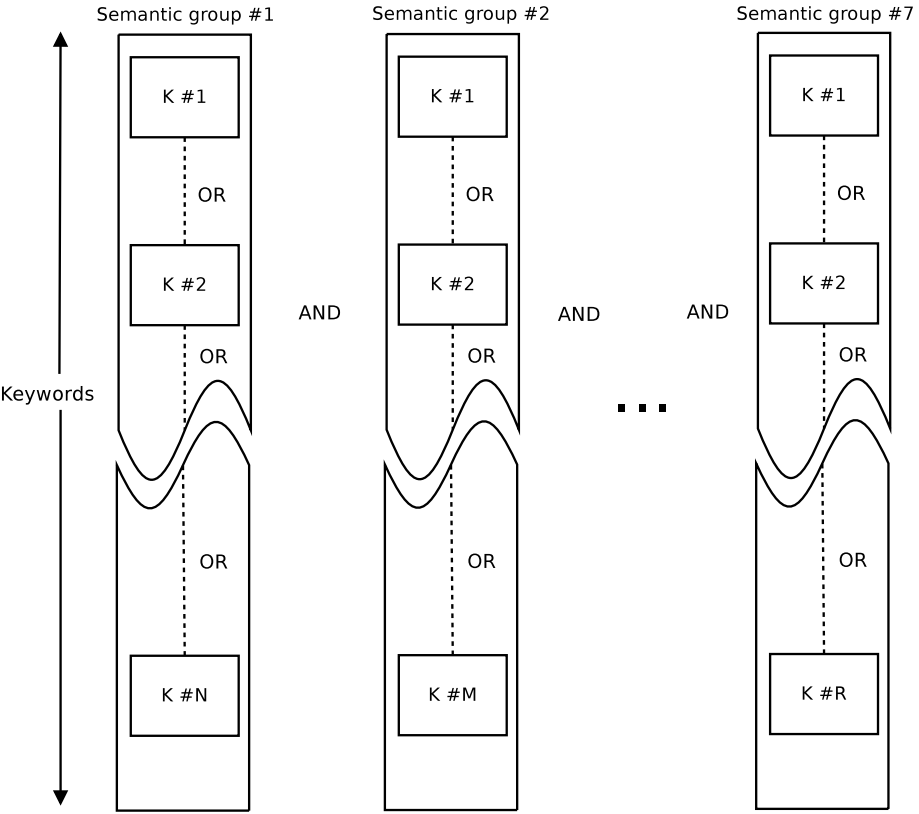 Semantic group #1
Semantic group #2
Semantic group #7
K #1
K #1
K #1
OR
OR
OR
K #2
K #2
K #2
AND
AND
AND
OR
OR
OR
Keywords
OR
OR
OR
K #N
K #M
K #R